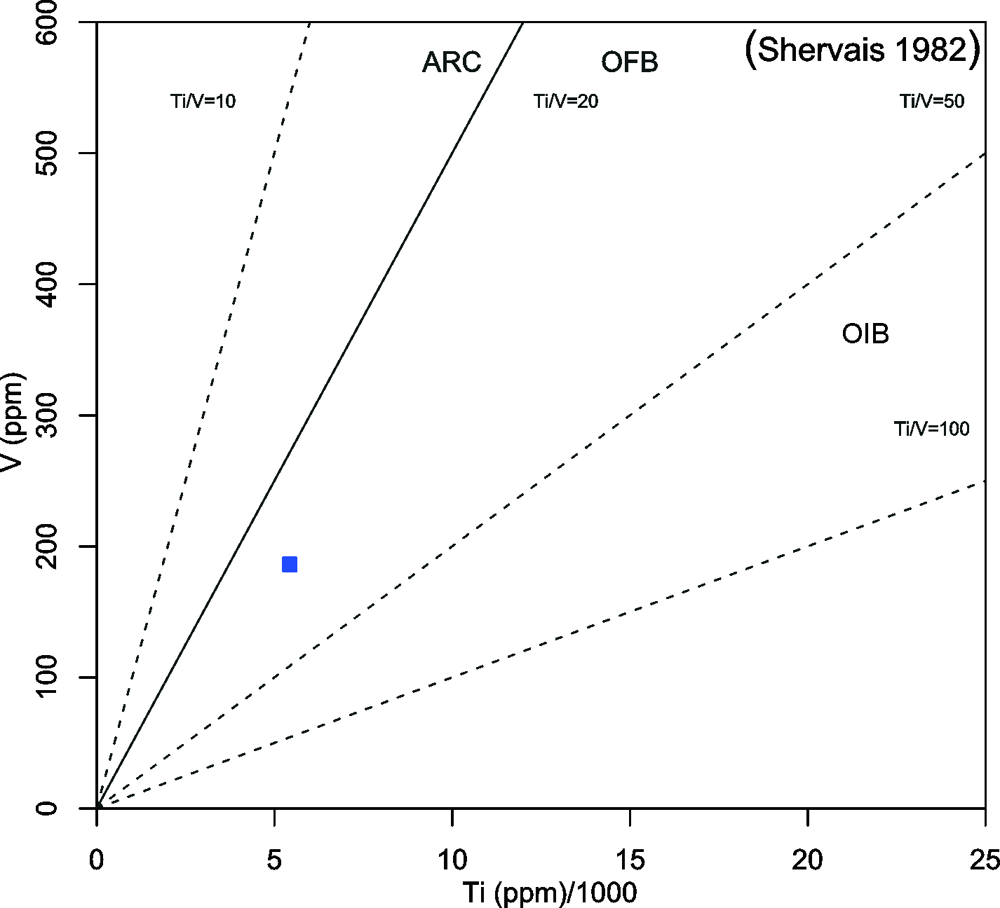 (Shervais 1982)
ARC
OFB
Ti/V=10
Ti/V=20
Ti/V=50
OIB
Ti/V=100
V (ppm)
600
500
400
300
200
100
0
0 5 10 15 20 25
Ti (ppm)/1000